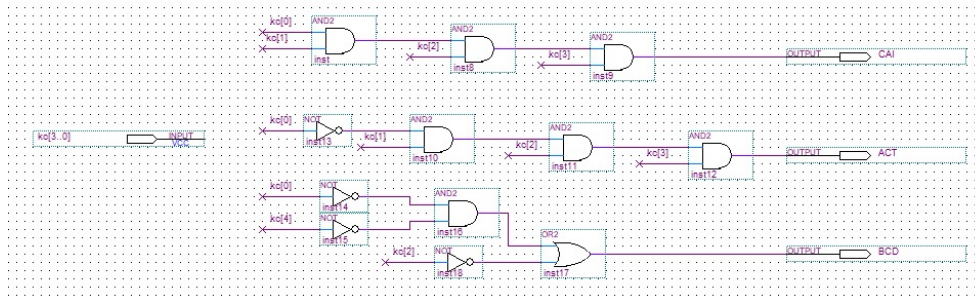 kc[0]
kc[1]
AND2
inst
kc[2]
AND2
inst8
kc[3]
AND2
inst9
OUTPUT
CAI
kc[3..0]
INPUT
VCC
kc[0]
NOT
inst13
kc[1]
AND2
inst10
kc[2]
AND2
inst11
kc[3]
AND2
inst12
OUTPUT
ACT
kc[0]
NOT
inst14
kc[4]
NOT
inst15
AND2
inst16
kc[2]
NOT
inst18
OR2
inst17
OUTPUT
BCD